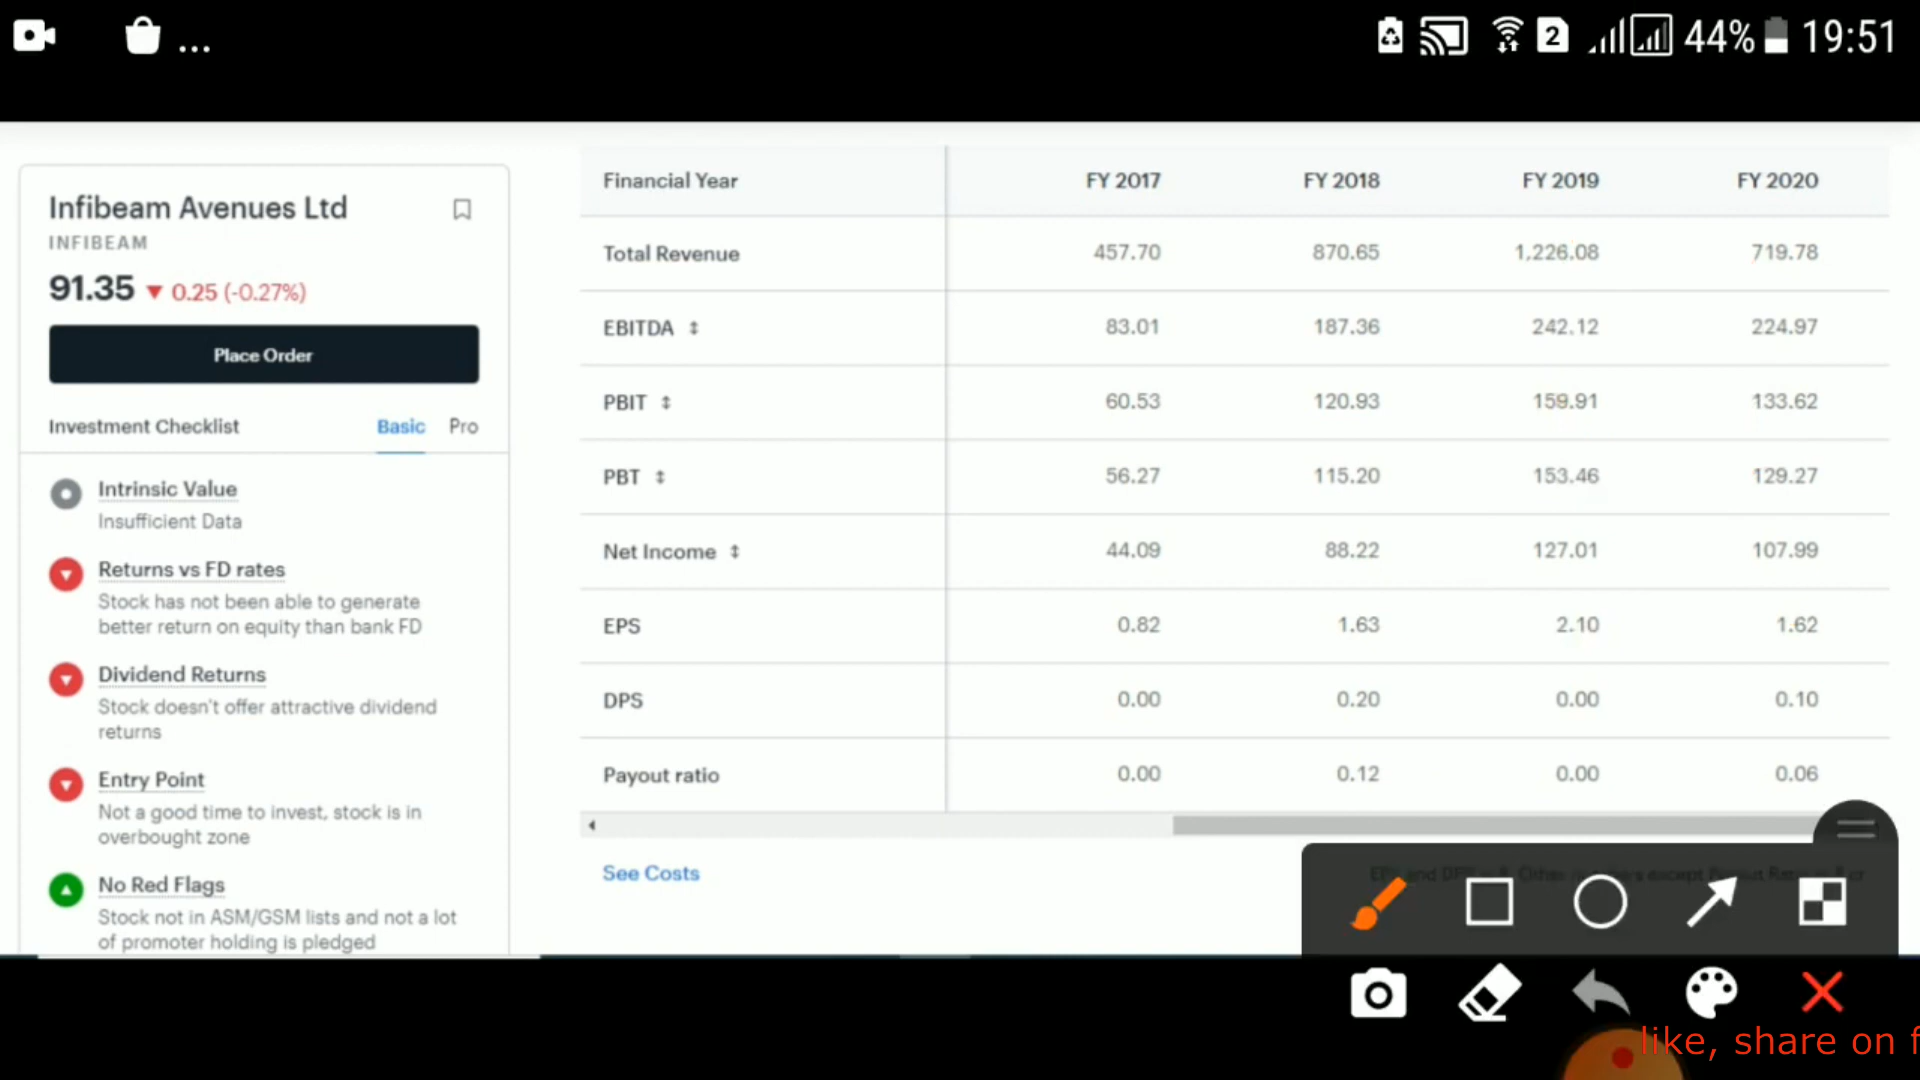 ... 2 44% 19:51
Infibeam Avenues Ltd
INFIBEAM
91.35 ▼ 0.25 (-0.27%)
Place Order
Investment Checklist Basic Pro
Intrinsic Value
Insufficient Data
Returns vs FD rates
Stock has not been able to generate
better return on equity than bank FD
Dividend Returns
Stock doesn't offer attractive dividend
returns
Entry Point
Not a good time to invest, stock is in
overbought zone
No Red Flags
Stock not in ASM/GSM lists and not a lot
of promoter holding is pledged
Financial Year FY 2017 FY 2018 FY 2019 FY 2020
Total Revenue 457.70 870.65 1,226.08 719.78
EBITDA 83.01 187.36 242.12 224.97
PBIT 60.53 120.93 159.91 133.62
PBT 56.27 115.20 153.46 129.27
Net Income 44.09 88.22 127.01 107.99
EPS 0.82 1.63 2.10 1.62
DPS 0.00 0.20 0.00 0.10
Payout ratio 0.00 0.12 0.00 0.06
See Costs
like, share on f